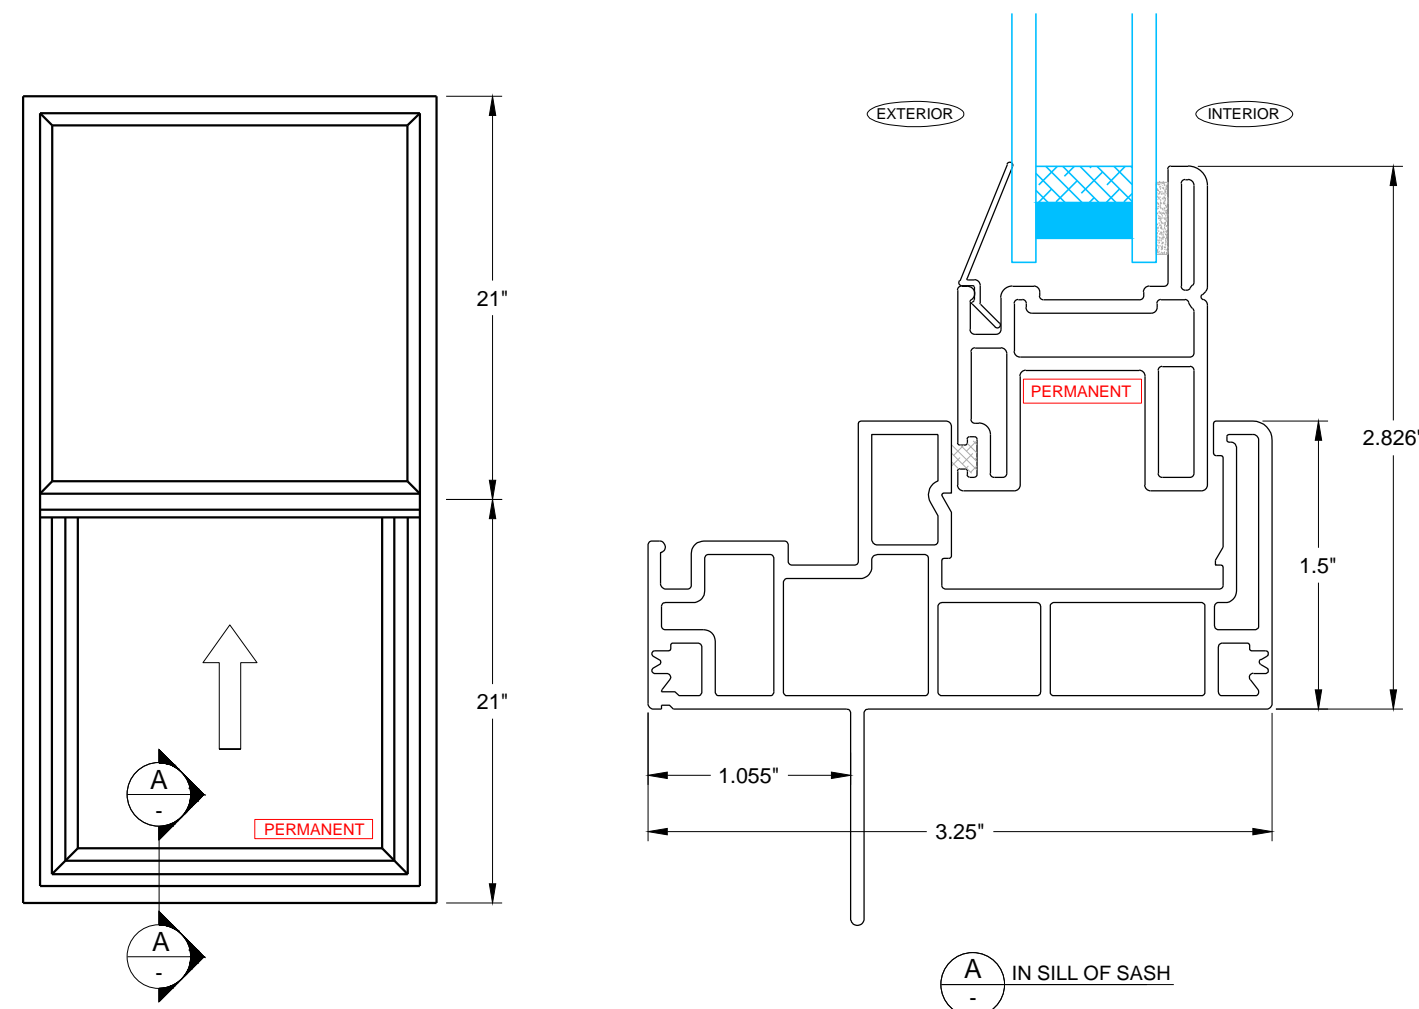 21"
21"
A
-
PERMANENT
A
-
EXTERIOR
INTERIOR
PERMANENT
2.826"
1.5"
1.055"
3.25"
A
-
IN SILL OF SASH